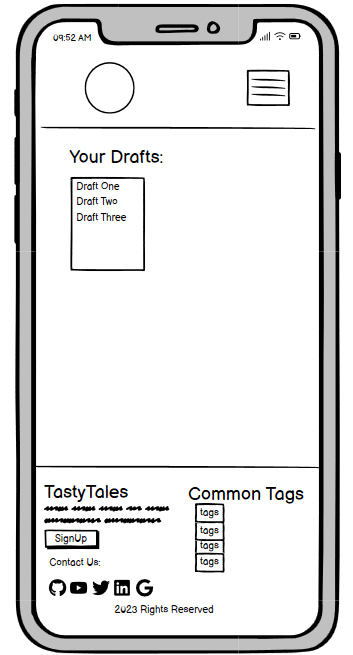 09:52 AM
Your Drafts:
Draft One
Draft Two
Draft Three
TastyTales
SignUp
Contact Us:
Common Tags
tags
tags
tags
tags
2023 Rights Reserved